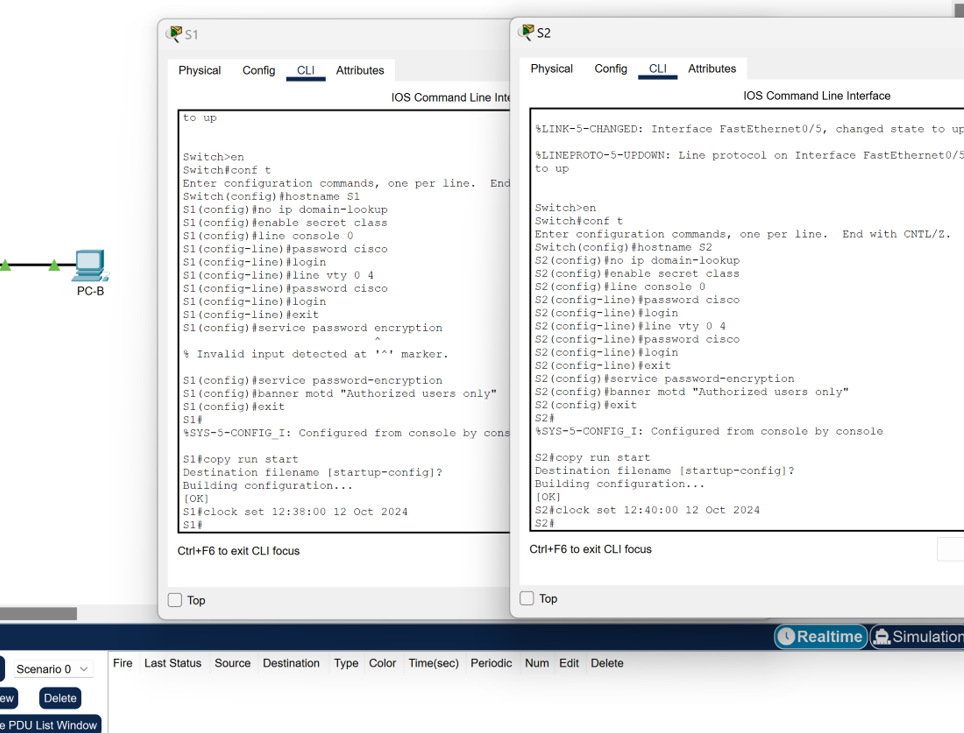 S1
Physical Config CLI Attributes
IOS Command Line Inte
to up
Switch>en
Switch#conf t
Enter configuration commands, one per line. End
Switch(config)#hostname S1
S1(config)#no ip domain-lookup
S1(config)#enable secret class
S1(config)#line console 0
S1(config-line)#password cisco
S1(config-line)#login
S1(config-line)#line vty 0 4
S1(config-line)#password cisco
S1(config-line)#login
S1(config-line)#exit
S1(config)#service password encryption
^
% Invalid input detected at '^' marker.
S1(config)#service password-encryption
S1(config)#banner motd "Authorized users only"
S1(config)#exit
S1#
%SYS-5-CONFIG_I: Configured from console by cons
S1#copy run start
Destination filename [startup-config]?
Building configuration...
[OK]
S1#clock set 12:38:00 12 Oct 2024
S1#
Ctrl+F6 to exit CLI focus
Top
S2
Physical Config CLI Attributes
IOS Command Line Interface
%LINK-5-CHANGED: Interface FastEthernet0/5, changed state to up
%LINEPROTO-5-UPDOWN: Line protocol on Interface FastEthernet0/5
to up
Switch>en
Switch#conf t
Enter configuration commands, one per line. End with CNTL/Z.
Switch(config)#hostname S2
S2(config)#no ip domain-lookup
S2(config)#enable secret class
S2(config)#line console 0
S2(config-line)#password cisco
S2(config-line)#login
S2(config-line)#line vty 0 4
S2(config-line)#password cisco
S2(config-line)#login
S2(config-line)#exit
S2(config)#service password-encryption
S2(config)#banner motd "Authorized users only"
S2(config)#exit
S2#
%SYS-5-CONFIG_I: Configured from console by console
S2#copy run start
Destination filename [startup-config]?
Building configuration...
[OK]
S2#clock set 12:40:00 12 Oct 2024
S2#
Ctrl+F6 to exit CLI focus
Top
PC-B
Realtime Simulation
Scenario 0
Fire Last Status Source Destination Type Color Time(sec) Periodic Num Edit Delete
ew Delete
e PDU List Window